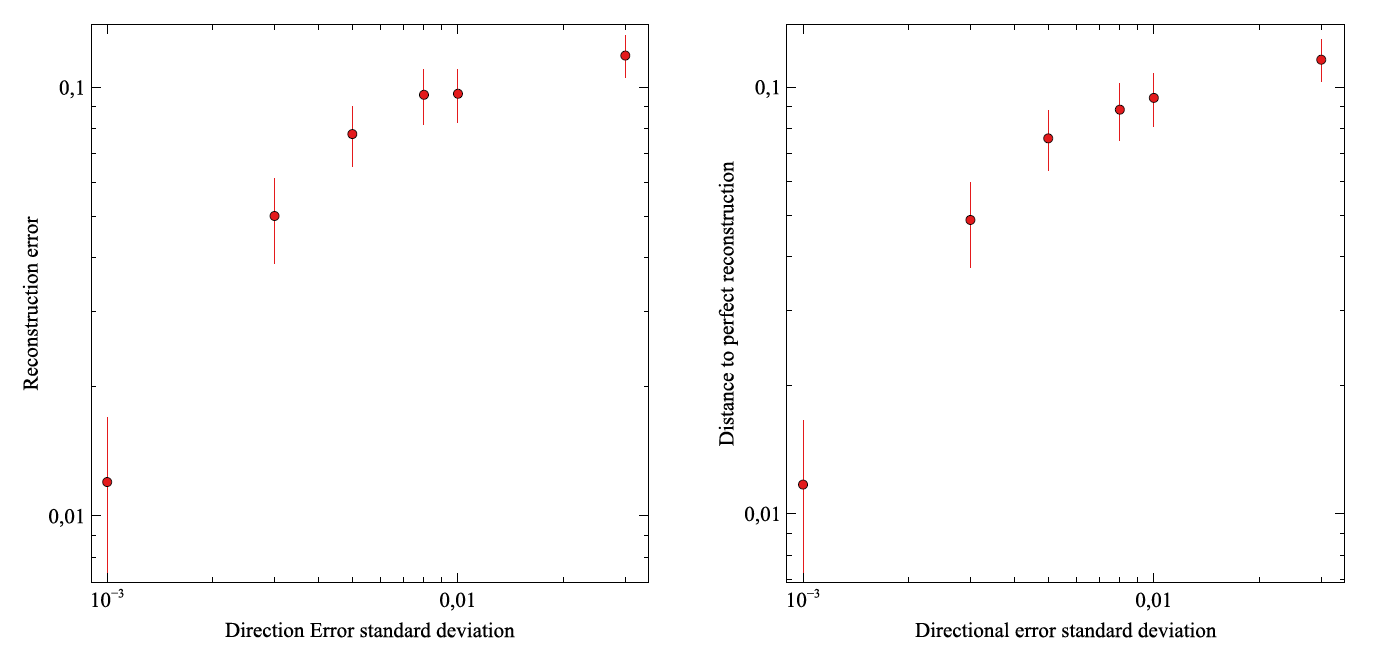 0,1
Reconstruction error
0,01
10⁻³
0,01
Direction Error standard deviation
0,1
Distance to perfect reconstruction
0,01
10⁻³
0,01
Directional error standard deviation